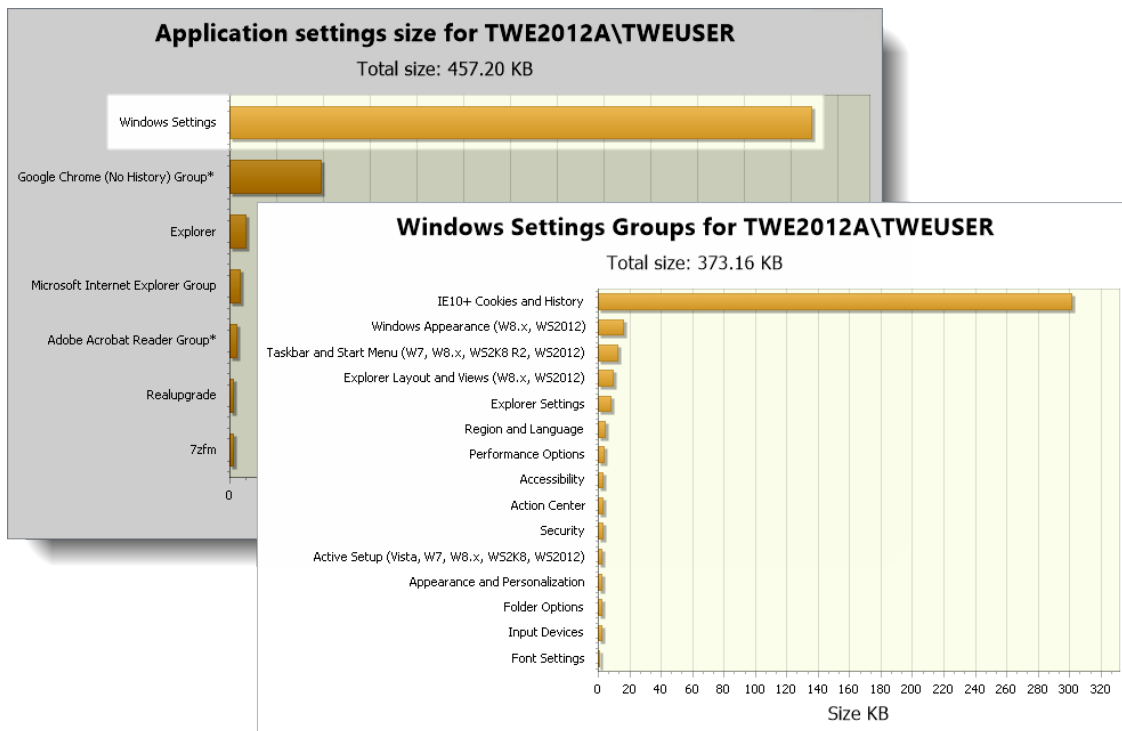 Application settings size for TWE2012A\TWEUSER
Total size: 457.20 KB
Windows Settings
Google Chrome (No History) Group*
Explorer
Microsoft Internet Explorer Group
Adobe Acrobat Reader Group*
Realupgrade
7zfm
0
Windows Settings Groups for TWE2012A\TWEUSER
Total size: 373.16 KB
IE10+ Cookies and History
Windows Appearance (W8.x, WS2012)
Taskbar and Start Menu (W7, W8.x, WS2K8 R2, WS2012)
Explorer Layout and Views (W8.x, WS2012)
Explorer Settings
Region and Language
Performance Options
Accessibility
Action Center
Security
Active Setup (Vista, W7, W8.x, WS2K8, WS2012)
Appearance and Personalization
Folder Options
Input Devices
Font Settings
0 20 40 60 80 100 120 140 160 180 200 220 240 260 280 300 320
Size KB